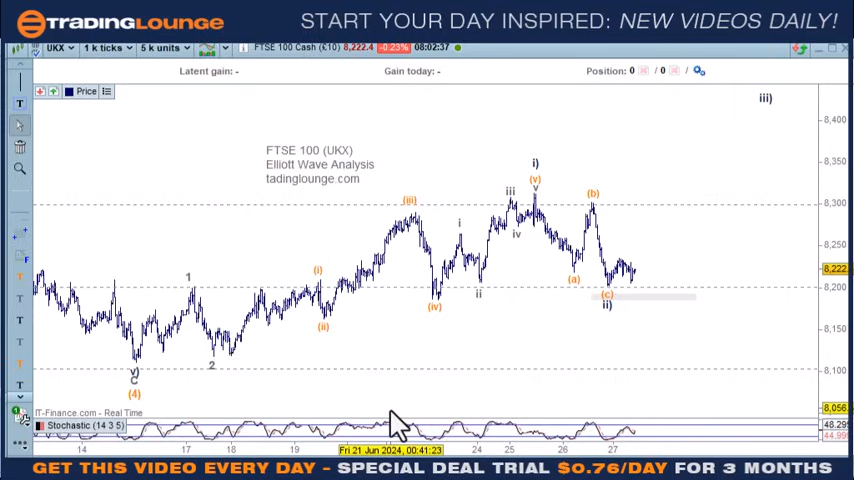 TRADINGLOUNGE
START YOUR DAY INSPIRED: NEW VIDEOS DAILY!
UKX 1 k ticks 5 k units FTSE 100 Cash (£10) 8,222.4 -0.23% 08:02:37
Latent gain: - Gain today: - Position: 0 / 0 /
Price
iii)
8,400
FTSE 100 (UKX)
Elliott Wave Analysis
tadinglounge.com
i)
8,350
(v)
iii v (b)
(iii)
8,300
i iv
8,250
1 (i)
8,222.
(a)
ii (c)
8,200
(iv) ii)
(ii)
8,150
2
v)
C
8,100
(4)
8,056.
IT-Finance.com - Real Time
Stochastic (14 3 5)
48.29
44.99
14 17 18 19 Fri 21 Jun 2024, 00:41:23 24 25 26 27
GET THIS VIDEO EVERY DAY - SPECIAL DEAL TRIAL $0.76/DAY FOR 3 MONTHS